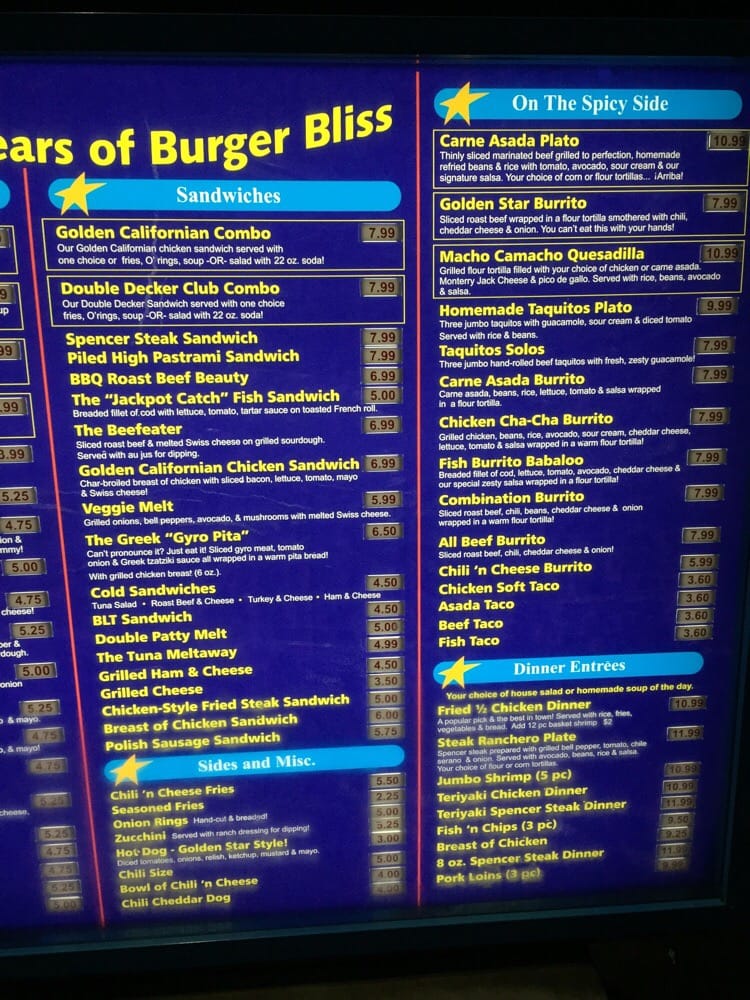 ears of Burger Bliss
Sandwiches
Golden Californian Combo 7.99
Our Golden Californian chicken sandwich served with
one choice or fries, O'rings, soup -OR- salad with 22 oz. soda!
Double Decker Club Combo 7.99
Our Double Decker Sandwich served with one choice
fries, O'rings, soup -OR- salad with 22 oz. soda!
Spencer Steak Sandwich 7.99
Piled High Pastrami Sandwich 7.99
BBQ Roast Beef Beauty 6.99
The "Jackpot Catch" Fish Sandwich 5.00
Breaded fillet of cod with lettuce, tomato, tartar sauce on toasted French roll.
The Beefeater 6.99
Sliced roast beef & melted Swiss cheese on grilled sourdough.
Served with au jus for dipping.
Golden Californian Chicken Sandwich 6.99
Char-broiled breast of chicken with sliced bacon, lettuce, tomato, mayo
& Swiss cheese!
Veggie Melt 5.99
Grilled onions, bell peppers, avocado, & mushrooms with melted Swiss cheese.
The Greek "Gyro Pita" 6.50
Can't pronounce it? Just eat it! Sliced gyro meat, tomato
onion & Greek tzatziki sauce all wrapped in a warm pita bread!
With grilled chicken breast (6 oz.).
Cold Sandwiches 4.50
Tuna Salad • Roast Beef & Cheese • Turkey & Cheese • Ham & Cheese
BLT Sandwich 4.50
Double Patty Melt 5.00
The Tuna Meltaway 4.99
Grilled Ham & Cheese 4.50
Grilled Cheese 3.50
Chicken-Style Fried Steak Sandwich 5.00
Breast of Chicken Sandwich 6.00
Polish Sausage Sandwich 5.75
Sides and Misc.
Chili 'n Cheese Fries 5.50
Seasoned Fries 2.25
Onion Rings Hand-cut & breaded! 5.00
Zucchini Served with ranch dressing for dipping! 5.25
Hot Dog - Golden Star Style! 3.00
Diced tomatoes, onions, relish, ketchup, mustard & mayo.
Chili Size 5.00
Bowl of Chili 'n Cheese 4.00
Chili Cheddar Dog 4.00
On The Spicy Side
Carne Asada Plato 10.99
Thinly sliced marinated beef grilled to perfection, homemade
refried beans & rice with tomato, avocado, sour cream & our
signature salsa. Your choice of corn or flour tortillas... ¡Arriba!
Golden Star Burrito 7.99
Sliced roast beef wrapped in a flour tortilla smothered with chili,
cheddar cheese & onion. You can't eat this with your hands!
Macho Camacho Quesadilla 10.99
Grilled flour tortilla filled with your choice of chicken or carne asada.
Monterry Jack Cheese & pico de gallo. Served with rice, beans, avocado
& salsa.
Homemade Taquitos Plato 9.99
Three jumbo taquitos with guacamole, sour cream & diced tomato
Served with rice & beans.
Taquitos Solos 7.99
Three jumbo hand-rolled beef taquitos with fresh, zesty guacamole!
Carne Asada Burrito 7.99
Carne asada, beans, rice, lettuce, tomato & salsa wrapped
in a flour tortilla.
Chicken Cha-Cha Burrito 7.99
Grilled chicken, beans, rice, avocado, sour cream, cheddar cheese,
lettuce, tomato & salsa wrapped in a warm flour tortilla!
Fish Burrito Babaloo 7.99
Breaded fillet of cod, lettuce, tomato, avocado, cheddar cheese &
our special zesty salsa wrapped in a flour tortilla!
Combination Burrito 7.99
Sliced roast beef, chili, beans, cheddar cheese & onion
wrapped in a warm flour tortilla!
All Beef Burrito 7.99
Sliced roast beef, chili, cheddar cheese & onion!
Chili 'n Cheese Burrito 5.99
Chicken Soft Taco 3.60
Asada Taco 3.60
Beef Taco 3.60
Fish Taco 3.60
Dinner Entrées
Your choice of house salad or homemade soup of the day.
Fried ½ Chicken Dinner 10.99
A popular pick & the best in town! Served with rice, fries,
vegetables & bread. Add 12 pc basket shrimp $2
Steak Ranchero Plate 11.99
Spencer steak prepared with grilled bell pepper, tomato, chile
serano & onion. Served with avocado, beans, rice & salsa.
Your choice of flour or corn tortillas.
Jumbo Shrimp (5 pc) 10.99
Teriyaki Chicken Dinner 10.99
Teriyaki Spencer Steak Dinner 11.99
Fish 'n Chips (3 pc) 9.50
Breast of Chicken 9.25
8 oz. Spencer Steak Dinner 11.99
Pork Loins (3 pc)